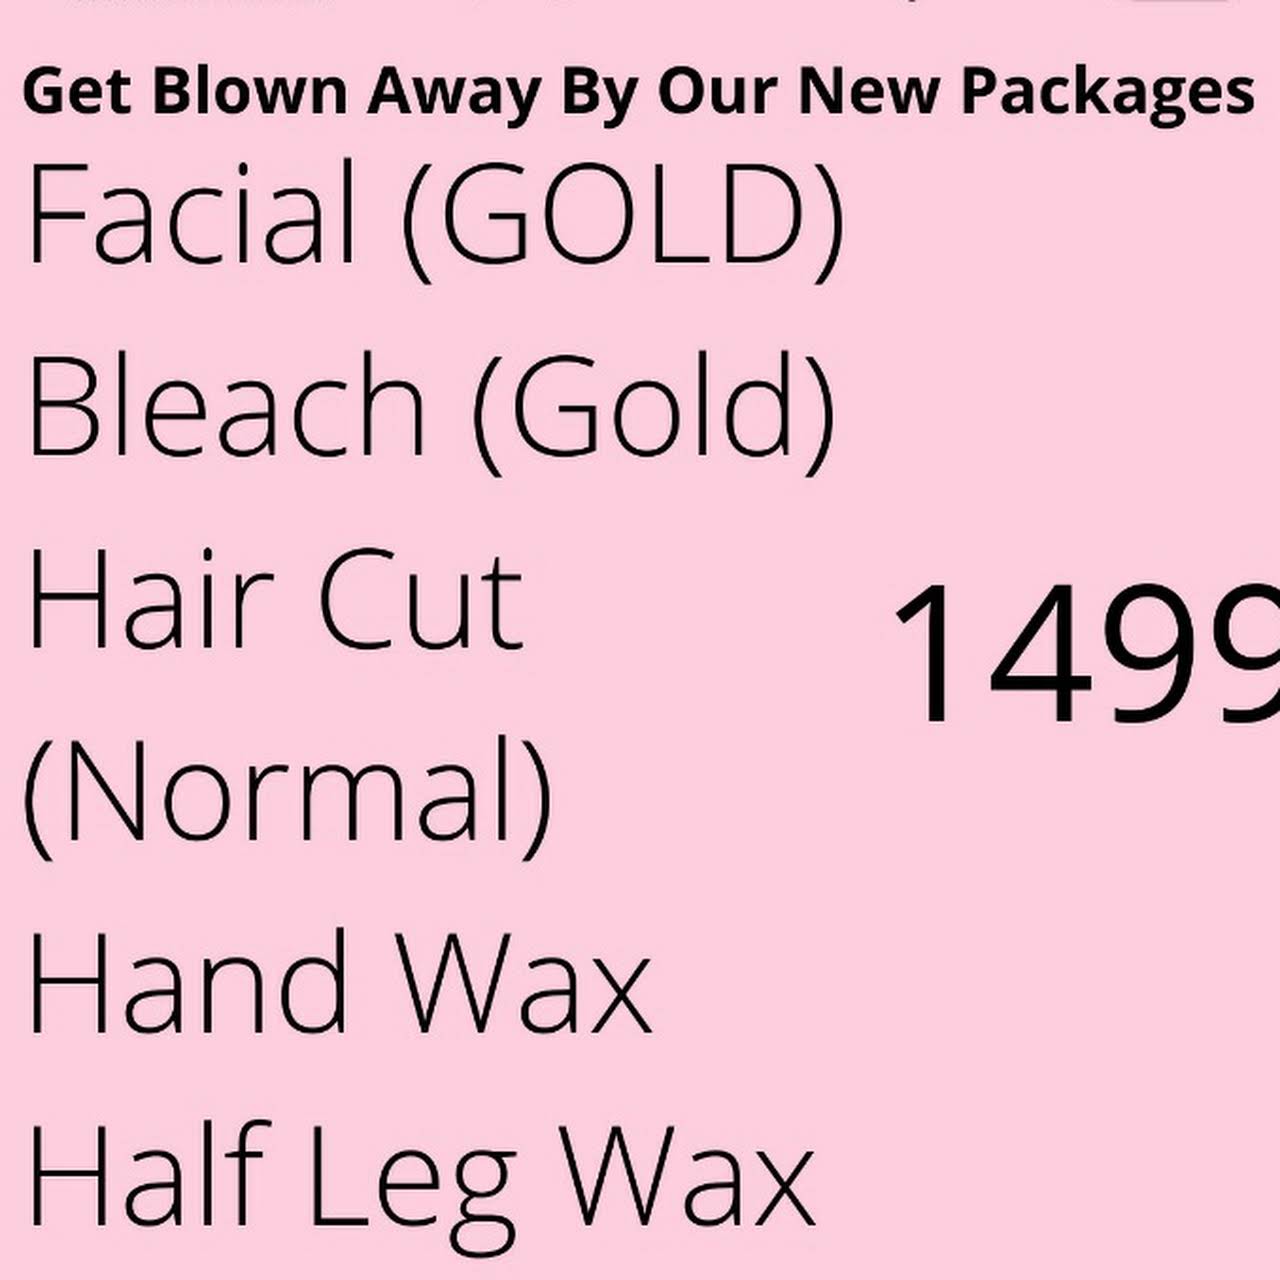 Get Blown Away By Our New Packages
Facial (GOLD)
Bleach (Gold)
Hair Cut
1499
(Normal)
Hand Wax
Half Leg Wax